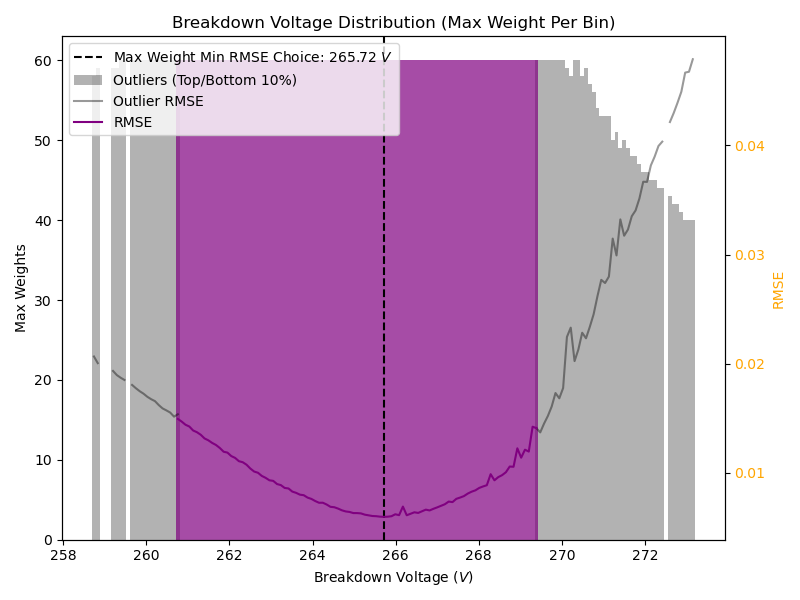 Breakdown Voltage Distribution (Max Weight Per Bin)
Max Weight Min RMSE Choice: 265.72 V
Outliers (Top/Bottom 10%)
Outlier RMSE
RMSE
Max Weights
60
50
40
30
20
10
0
0.04
0.03
0.02
0.01
RMSE
258 260 262 264 266 268 270 272
Breakdown Voltage (V)